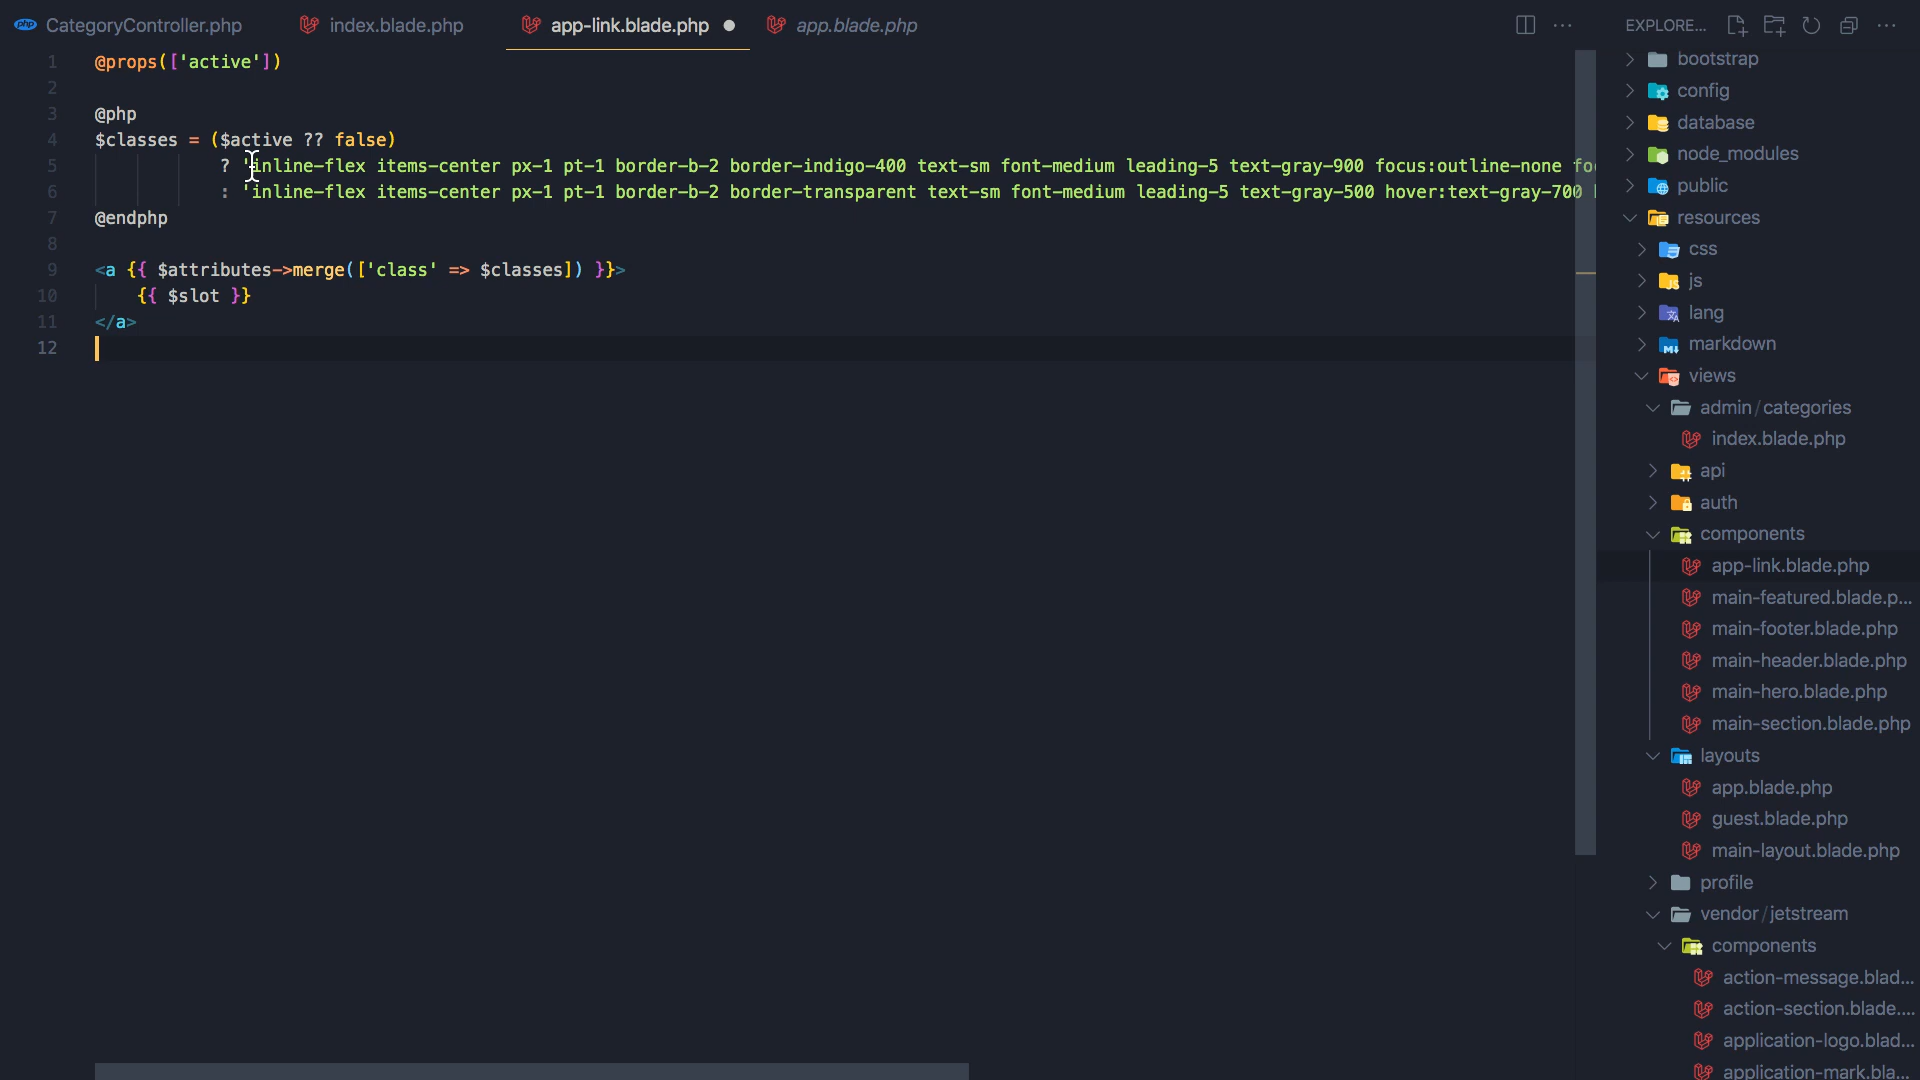 CategoryController.php
index.blade.php
app-link.blade.php
app.blade.php
EXPLORE...
1 @props(['active'])
2
3 @php
4 $classes = ($active ?? false)
5 ? 'inline-flex items-center px-1 pt-1 border-b-2 border-indigo-400 text-sm font-medium leading-5 text-gray-900 focus:outline-none fo
6 : 'inline-flex items-center px-1 pt-1 border-b-2 border-transparent text-sm font-medium leading-5 text-gray-500 hover:text-gray-700
7 @endphp
8
9 <a {{ $attributes->merge(['class' => $classes]) }}>
10 {{ $slot }}
11 </a>
12
bootstrap
config
database
node_modules
public
resources
css
js
lang
markdown
views
admin/categories
index.blade.php
api
auth
components
app-link.blade.php
main-featured.blade.p...
main-footer.blade.php
main-header.blade.php
main-hero.blade.php
main-section.blade.php
layouts
app.blade.php
guest.blade.php
main-layout.blade.php
profile
vendor/jetstream
components
action-message.blad...
action-section.blade....
application-logo.blad...
application-mark.bla...